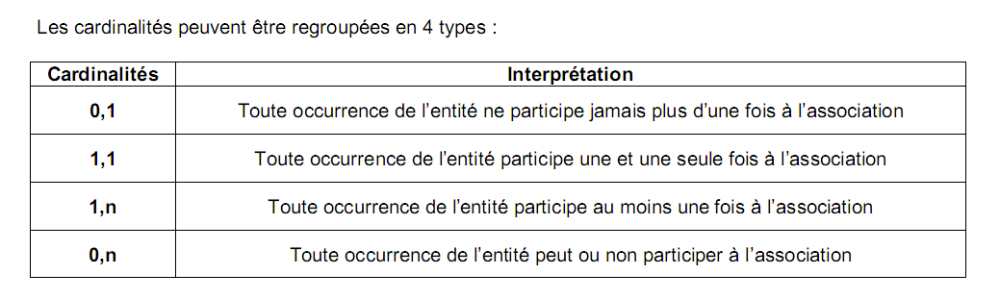 Les cardinalités peuvent être regroupées en 4 types :
Cardinalités Interprétation
0,1 Toute occurrence de l'entité ne participe jamais plus d'une fois à l'association
1,1 Toute occurrence de l'entité participe une et une seule fois à l'association
1,n Toute occurrence de l'entité participe au moins une fois à l'association
0,n Toute occurrence de l'entité peut ou non participer à l'association